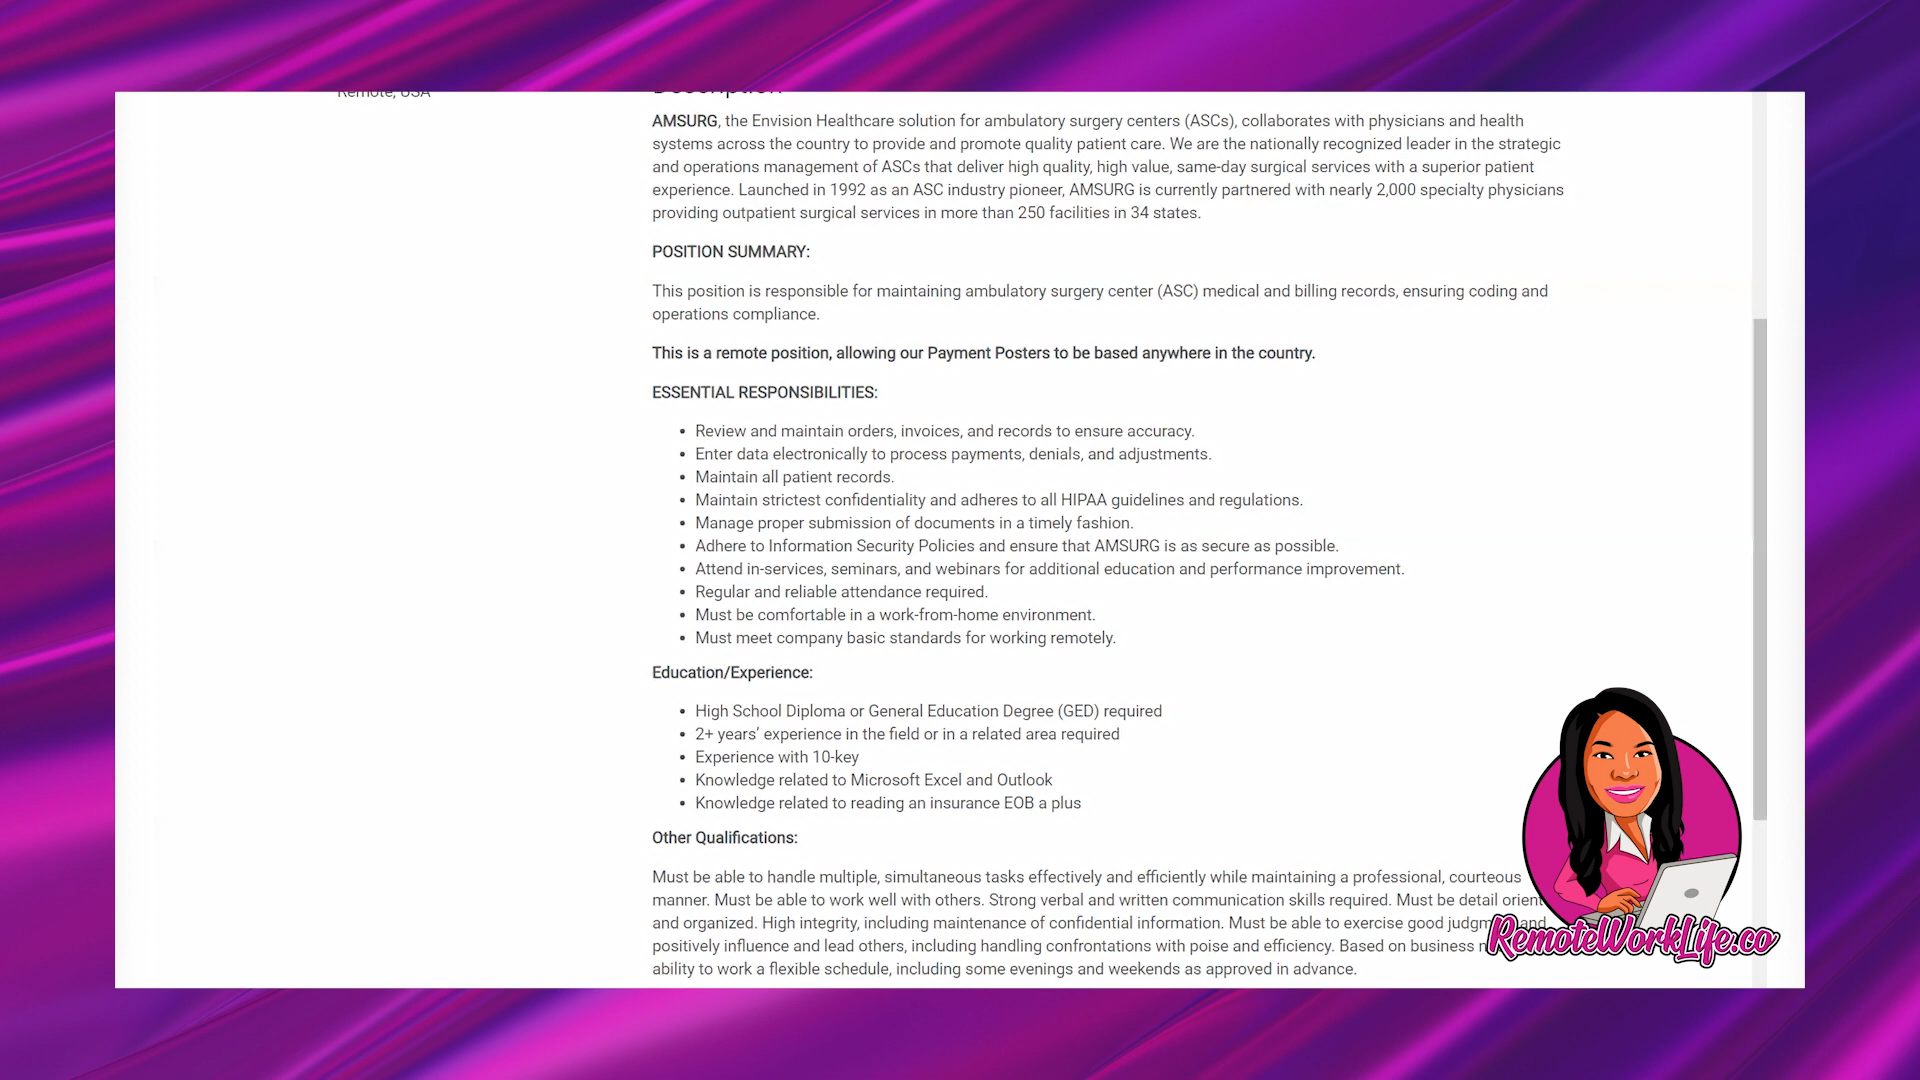 Remote, USA
Description
AMSURG, the Envision Healthcare solution for ambulatory surgery centers (ASCs), collaborates with physicians and health
systems across the country to provide and promote quality patient care. We are the nationally recognized leader in the strategic
and operations management of ASCs that deliver high quality, high value, same-day surgical services with a superior patient
experience. Launched in 1992 as an ASC industry pioneer, AMSURG is currently partnered with nearly 2,000 specialty physicians
providing outpatient surgical services in more than 250 facilities in 34 states.
POSITION SUMMARY:
This position is responsible for maintaining ambulatory surgery center (ASC) medical and billing records, ensuring coding and
operations compliance.
This is a remote position, allowing our Payment Posters to be based anywhere in the country.
ESSENTIAL RESPONSIBILITIES:
• Review and maintain orders, invoices, and records to ensure accuracy.
• Enter data electronically to process payments, denials, and adjustments.
• Maintain all patient records.
• Maintain strictest confidentiality and adheres to all HIPAA guidelines and regulations.
• Manage proper submission of documents in a timely fashion.
• Adhere to Information Security Policies and ensure that AMSURG is as secure as possible.
• Attend in-services, seminars, and webinars for additional education and performance improvement.
• Regular and reliable attendance required.
• Must be comfortable in a work-from-home environment.
• Must meet company basic standards for working remotely.
Education/Experience:
• High School Diploma or General Education Degree (GED) required
• 2+ years’ experience in the field or in a related area required
• Experience with 10-key
• Knowledge related to Microsoft Excel and Outlook
• Knowledge related to reading an insurance EOB a plus
Other Qualifications:
Must be able to handle multiple, simultaneous tasks effectively and efficiently while maintaining a professional, courteous
manner. Must be able to work well with others. Strong verbal and written communication skills required. Must be detail orient
and organized. High integrity, including maintenance of confidential information. Must be able to exercise good judgm and
positively influence and lead others, including handling confrontations with poise and efficiency. Based on business n
ability to work a flexible schedule, including some evenings and weekends as approved in advance.
RemoteWorkLife.co